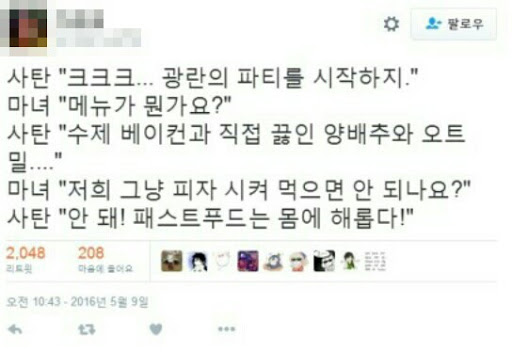 팔로우
사탄 "크크크... 광란의 파티를 시작하지."
마녀 "메뉴가 뭔가요?"
사탄 "수제 베이컨과 직접 끓인 양배추와 오트
밀...."
마녀 "저희 그냥 피자 시켜 먹으면 안 되나요?"
사탄 "안 돼! 패스트푸드는 몸에 해롭다!"
2,048 208
리트윗 마음에 들어요
오전 10:43 - 2016년 5월 9일